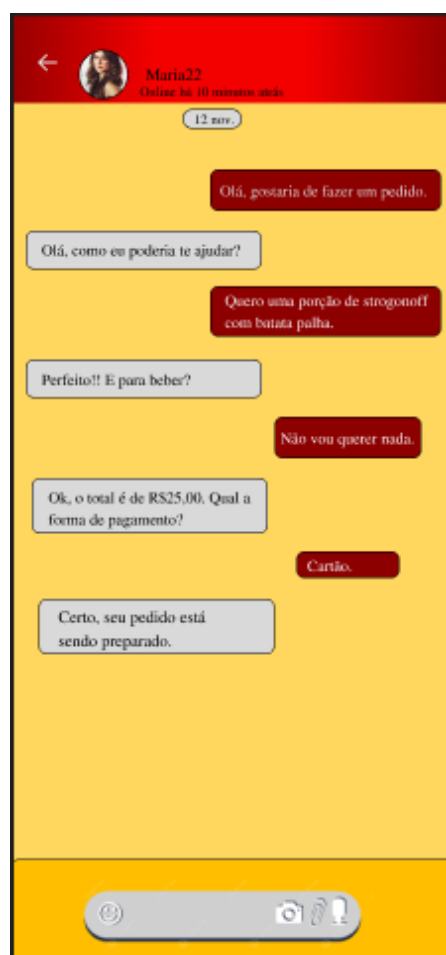 Maria22
Online há 10 minutos atrás
12 nov.
Olá, gostaria de fazer um pedido.
Olá, como eu poderia te ajudar?
Quero uma porção de strogonoff
com batata palha.
Perfeito!! E para beber?
Não vou querer nada.
Ok, o total é de R$25,00. Qual a
forma de pagamento?
Cartão.
Certo, seu pedido está
sendo preparado.